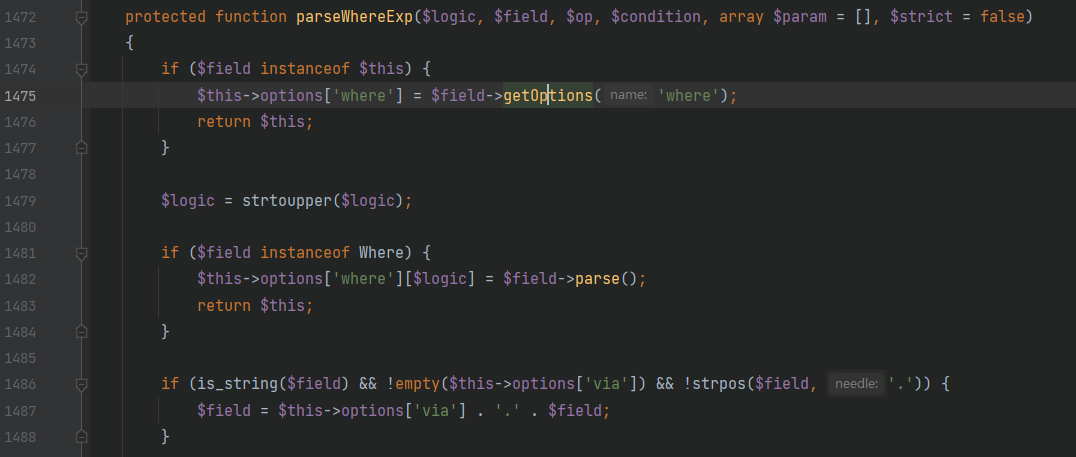 1472 protected function parseWhereExp($logic, $field, $op, $condition, array $param = [], $strict = false)
1473 {
1474 if ($field instanceof $this) {
1475 $this->options['where'] = $field->getOptions( name: 'where');
1476 return $this;
1477 }
1478
1479 $logic = strtoupper($logic);
1480
1481 if ($field instanceof Where) {
1482 $this->options['where'][$logic] = $field->parse();
1483 return $this;
1484 }
1485
1486 if (is_string($field) && !empty($this->options['via']) && !strpos($field, needle: '.')) {
1487 $field = $this->options['via'] . '.' . $field;
1488 }